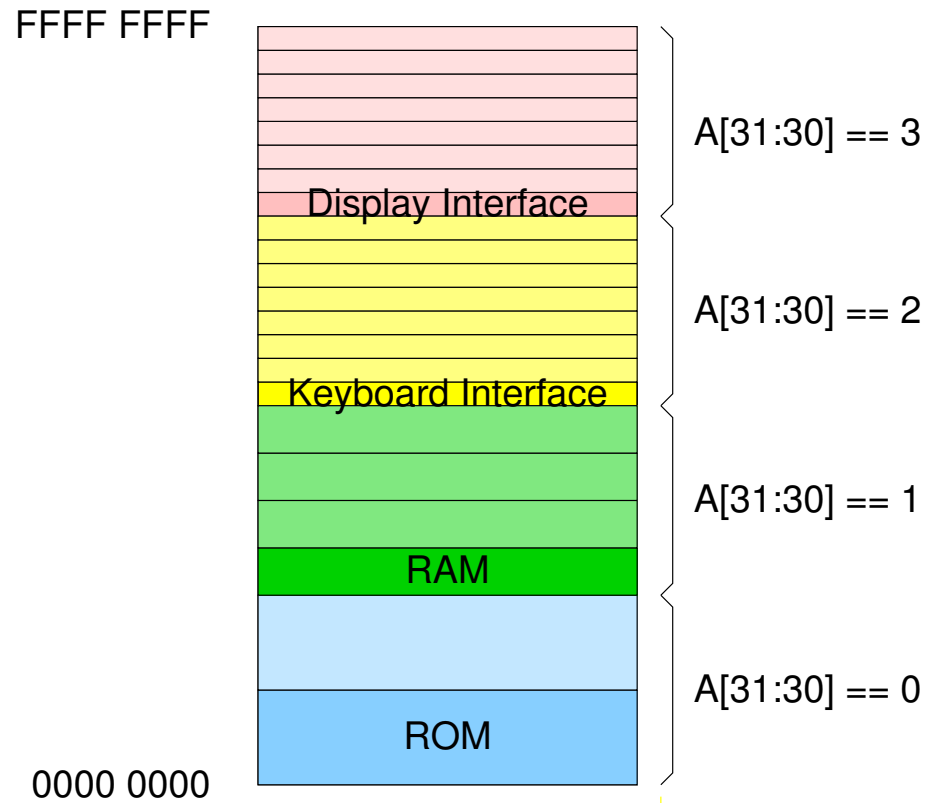 FFFF FFFF
A[31:30] == 3
Display Interface
A[31:30] == 2
Keyboard Interface
A[31:30] == 1
RAM
A[31:30] == 0
ROM
0000 0000